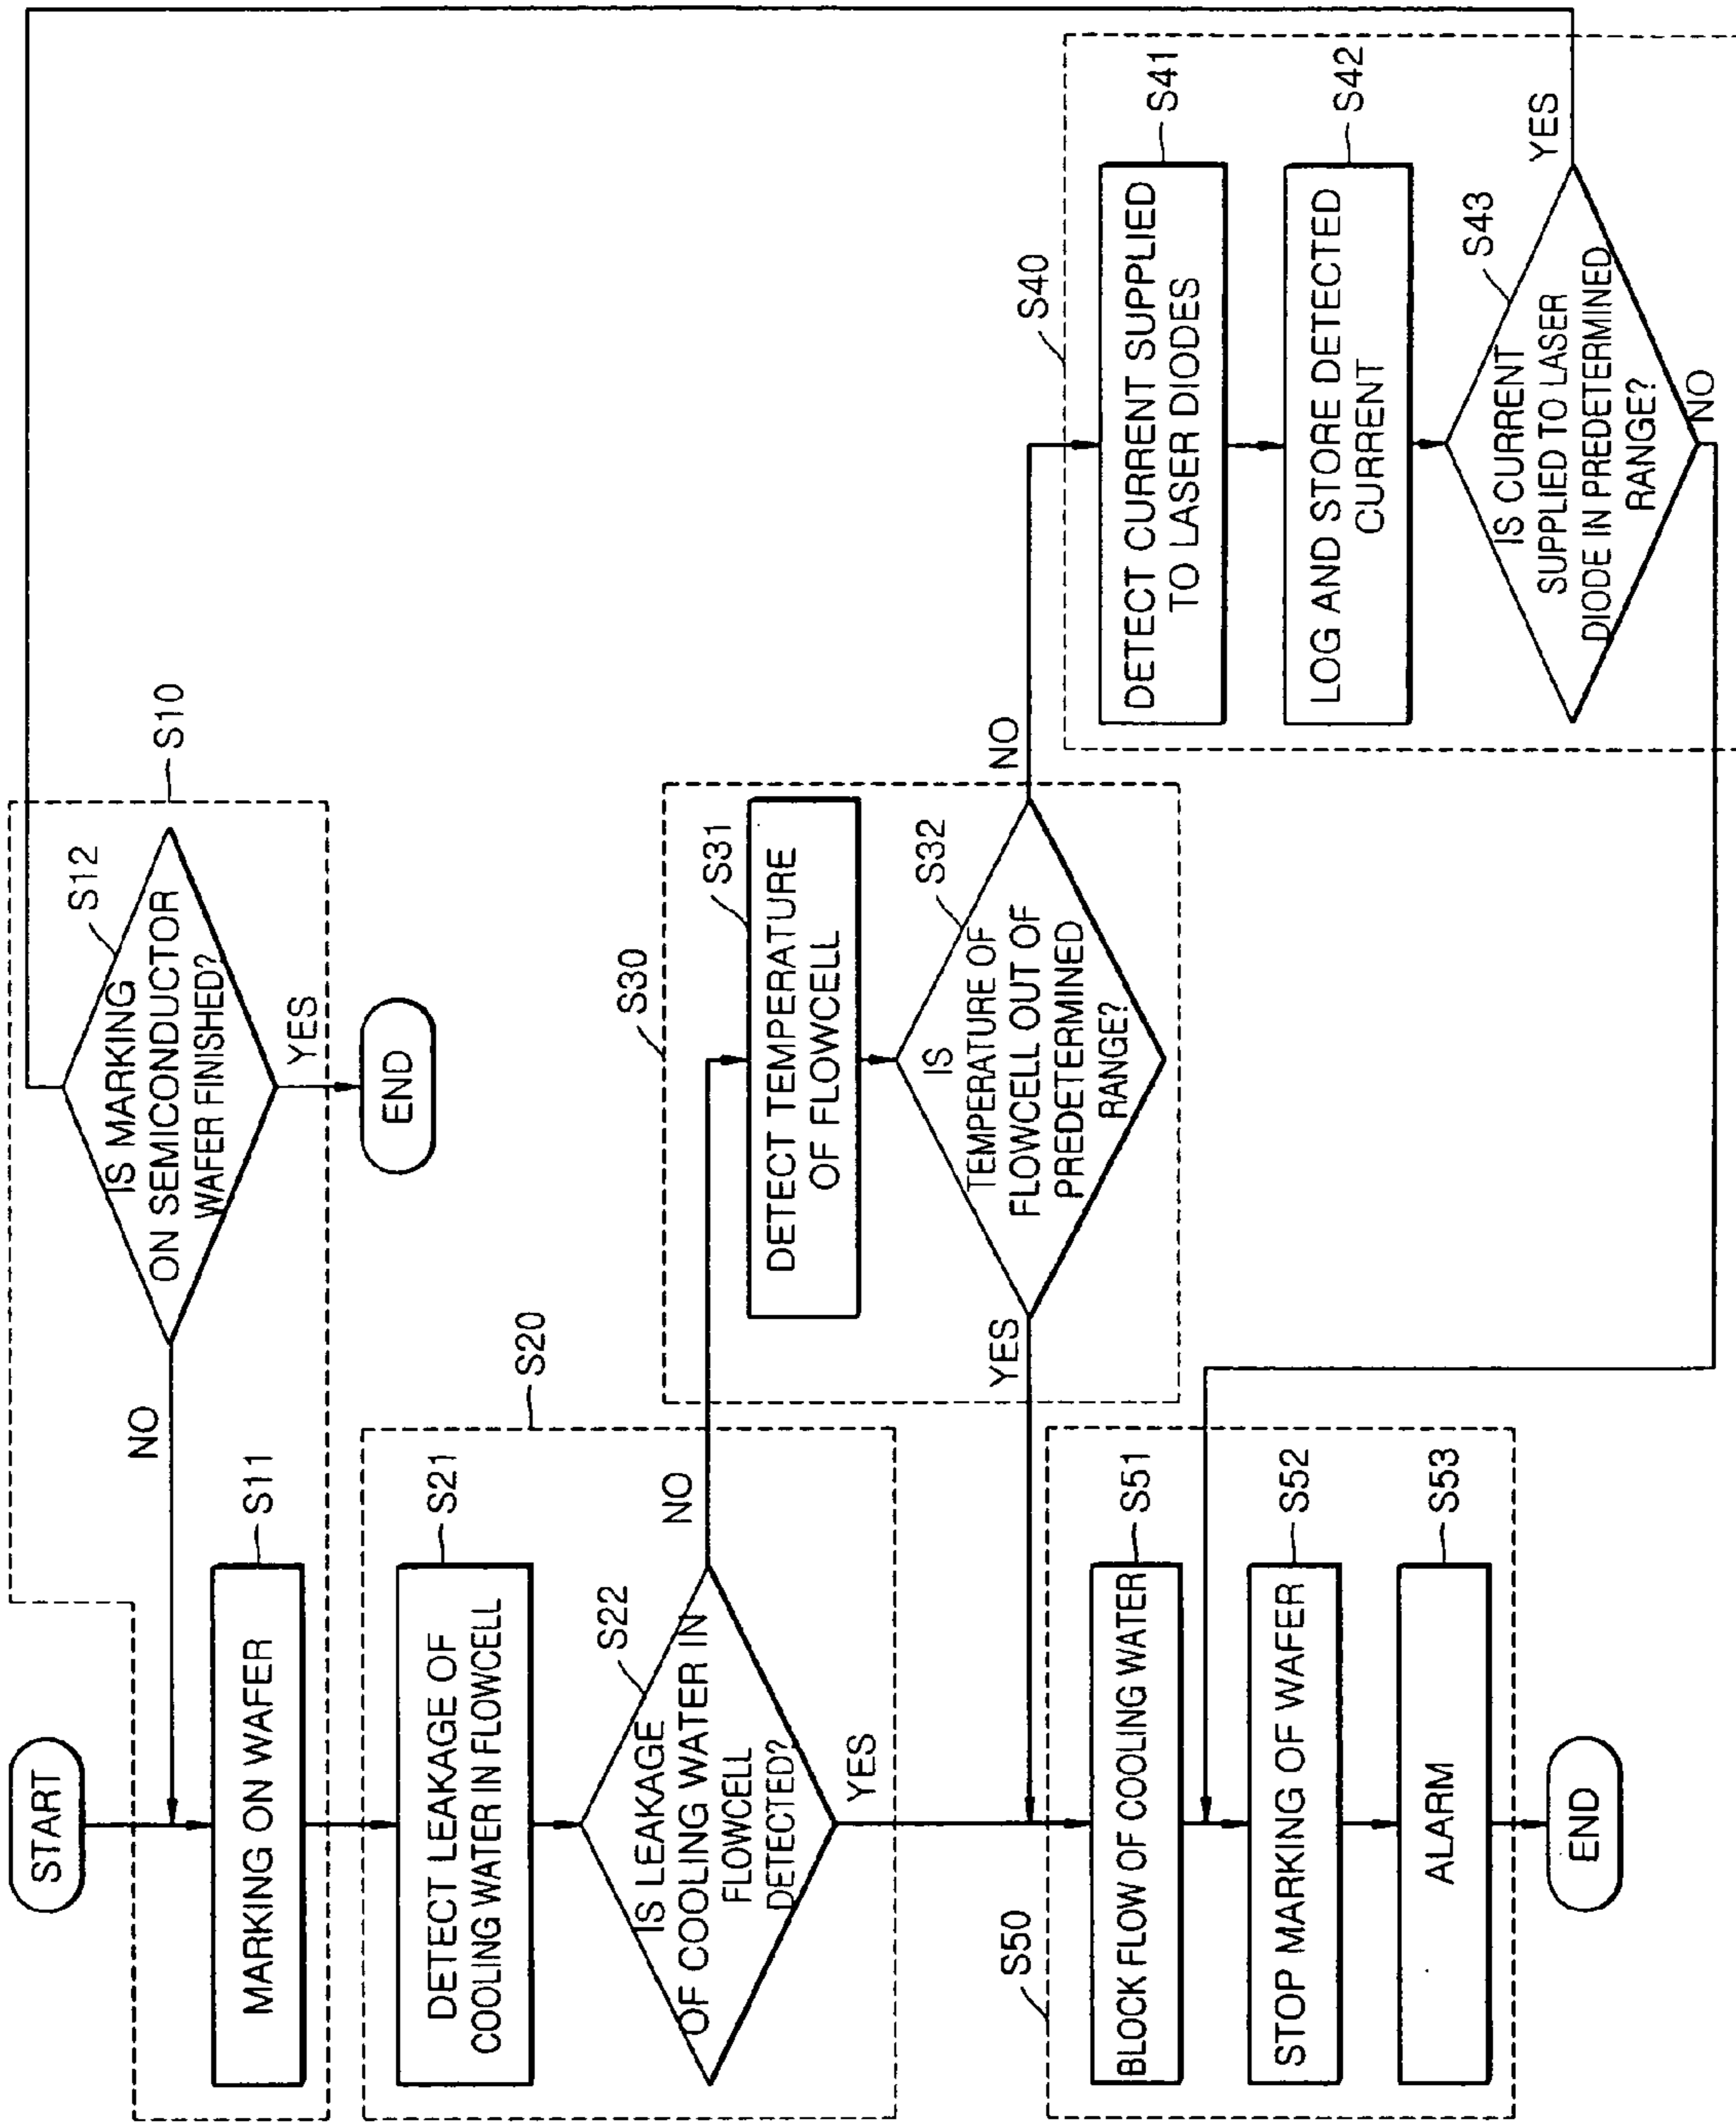 START
NO
MARKING ON WAFER
S11
IS MARKING
ON SEMICONDUCTOR
WAFER FINISHED?
S12
S10
YES
END
DETECT LEAKAGE OF
COOLING WATER IN FLOWCELL
S21
S20
IS LEAKAGE
OF COOLING WATER IN
FLOWCELL
DETECTED?
S22
NO
YES
S30
DETECT TEMPERATURE
OF FLOWCELL
S31
IS
TEMPERATURE OF
FLOWCELL OUT OF
PREDETERMINED
RANGE?
S32
YES
NO
S40
DETECT CURRENT SUPPLIED
TO LASER DIODES
S41
LOG AND STORE DETECTED
CURRENT
S42
IS CURRENT
SUPPLIED TO LASER
DIODE IN PREDETERMINED
RANGE?
S43
YES
NO
S50
BLOCK FLOW OF COOLING WATER
S51
STOP MARKING OF WAFER
S52
ALARM
S53
END